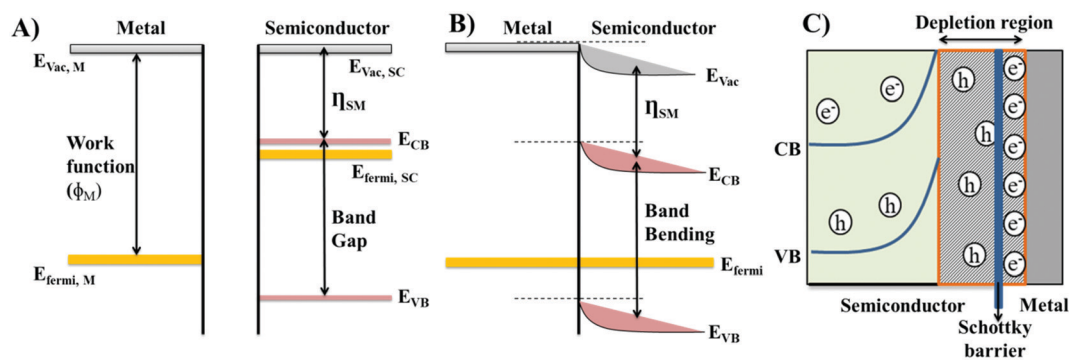 A)
Metal
Semiconductor
E_Vac, M
E_Vac, SC
η_SM
Work
function
(ϕ_M)
E_CB
E_fermi, SC
Band
Gap
E_fermi, M
E_VB
B)
Metal
Semiconductor
E_Vac
η_SM
E_CB
Band
Bending
E_fermi
E_VB
C)
Depletion region
h
e-
e-
e-
e-
h
e-
CB
h
e-
h
e-
h
h
e-
VB
h
e-
Semiconductor
Metal
Schottky
barrier